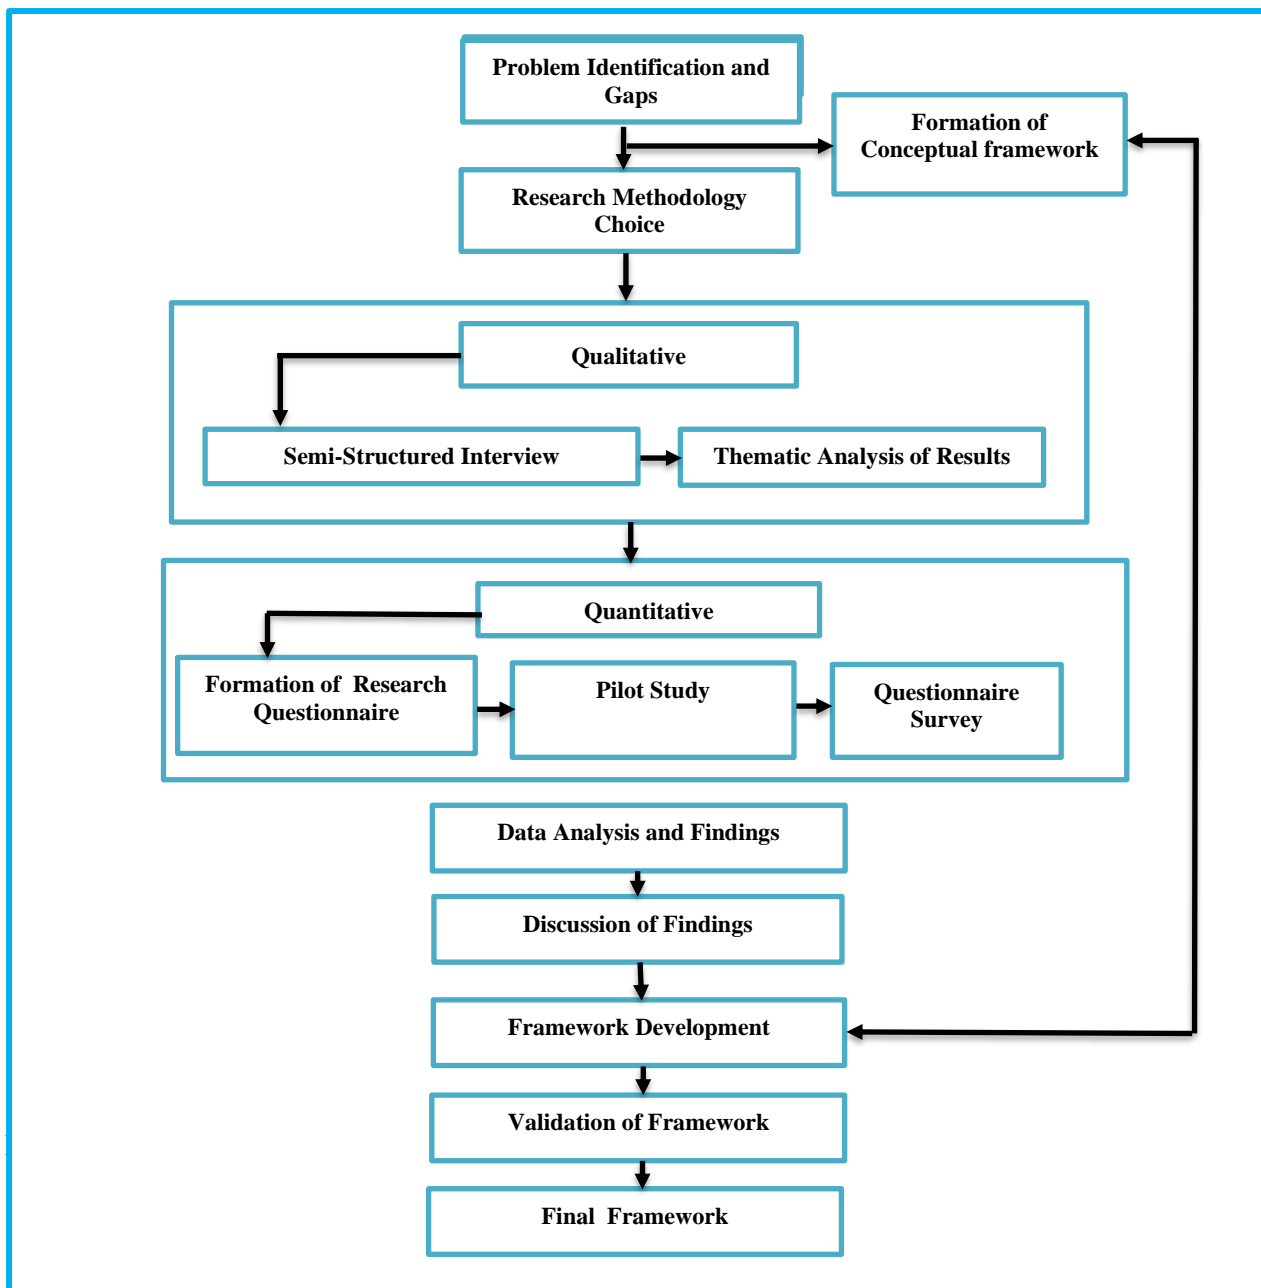 Problem Identification and
Gaps
Formation of
Conceptual framework
Research Methodology
Choice
Qualitative
Semi-Structured Interview
Thematic Analysis of Results
Quantitative
Formation of  Research
Questionnaire
Pilot Study
Questionnaire
Survey
Data Analysis and Findings
Discussion of Findings
Framework Development
Validation of Framework
Final  Framework